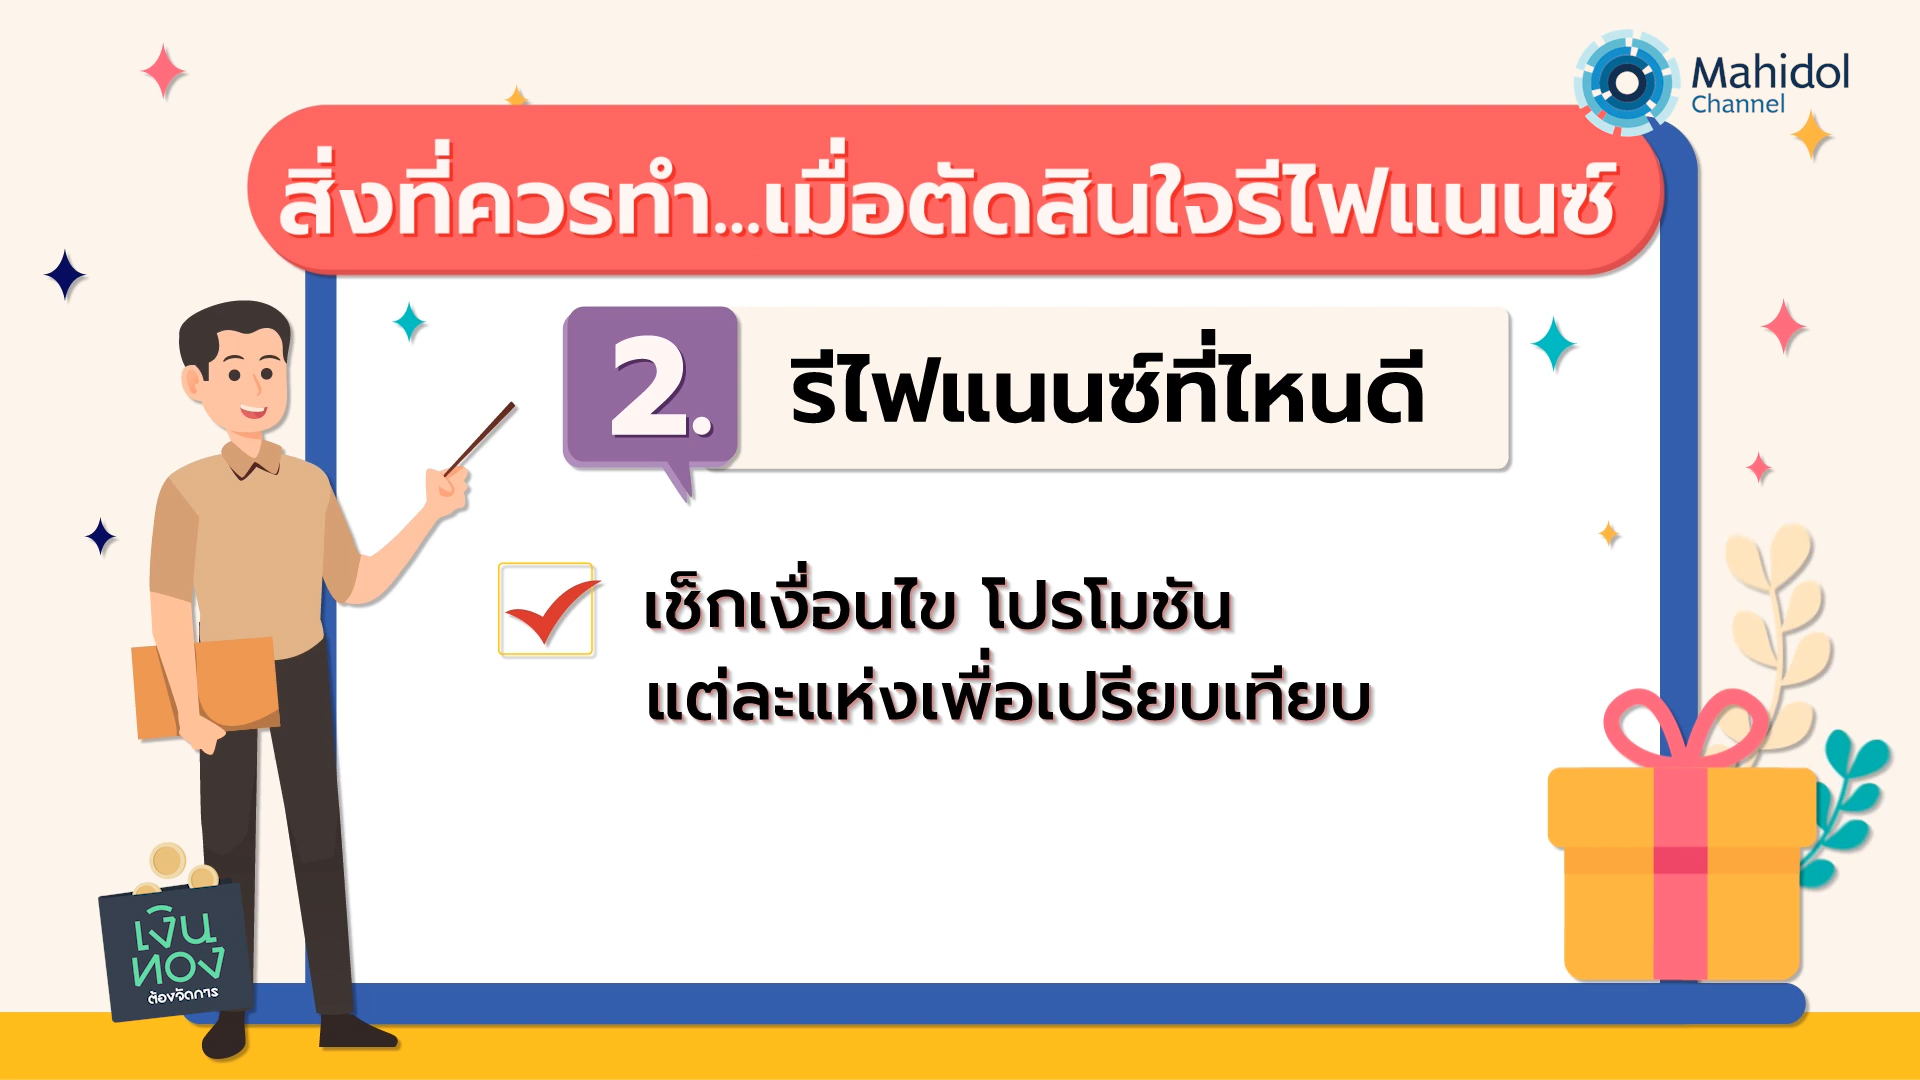 Mahidol
Channel
สิ่งที่ควรทำ...เมื่อตัดสินใจรีไฟแนนซ์
2. รีไฟแนนซ์ที่ไหนดี
เช็กเงื่อนไข โปรโมชัน
แต่ละแห่งเพื่อเปรียบเทียบ
เงิน
ทอง
ต้องจัดการ